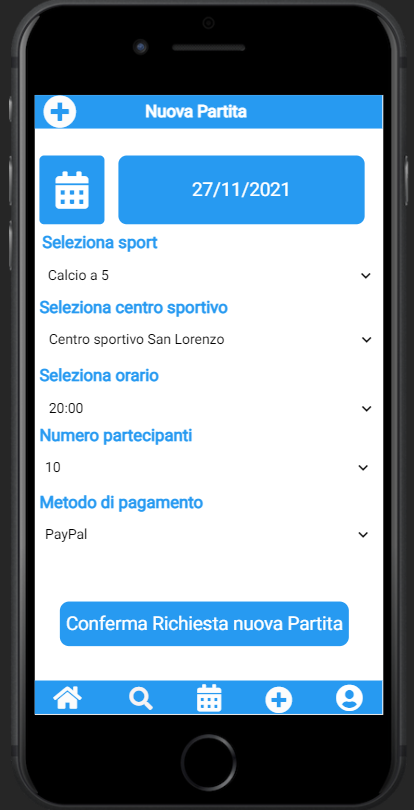 Nuova Partita
27/11/2021
Seleziona sport
Calcio a 5
Seleziona centro sportivo
Centro sportivo San Lorenzo
Seleziona orario
20:00
Numero partecipanti
10
Metodo di pagamento
PayPal
Conferma Richiesta nuova Partita